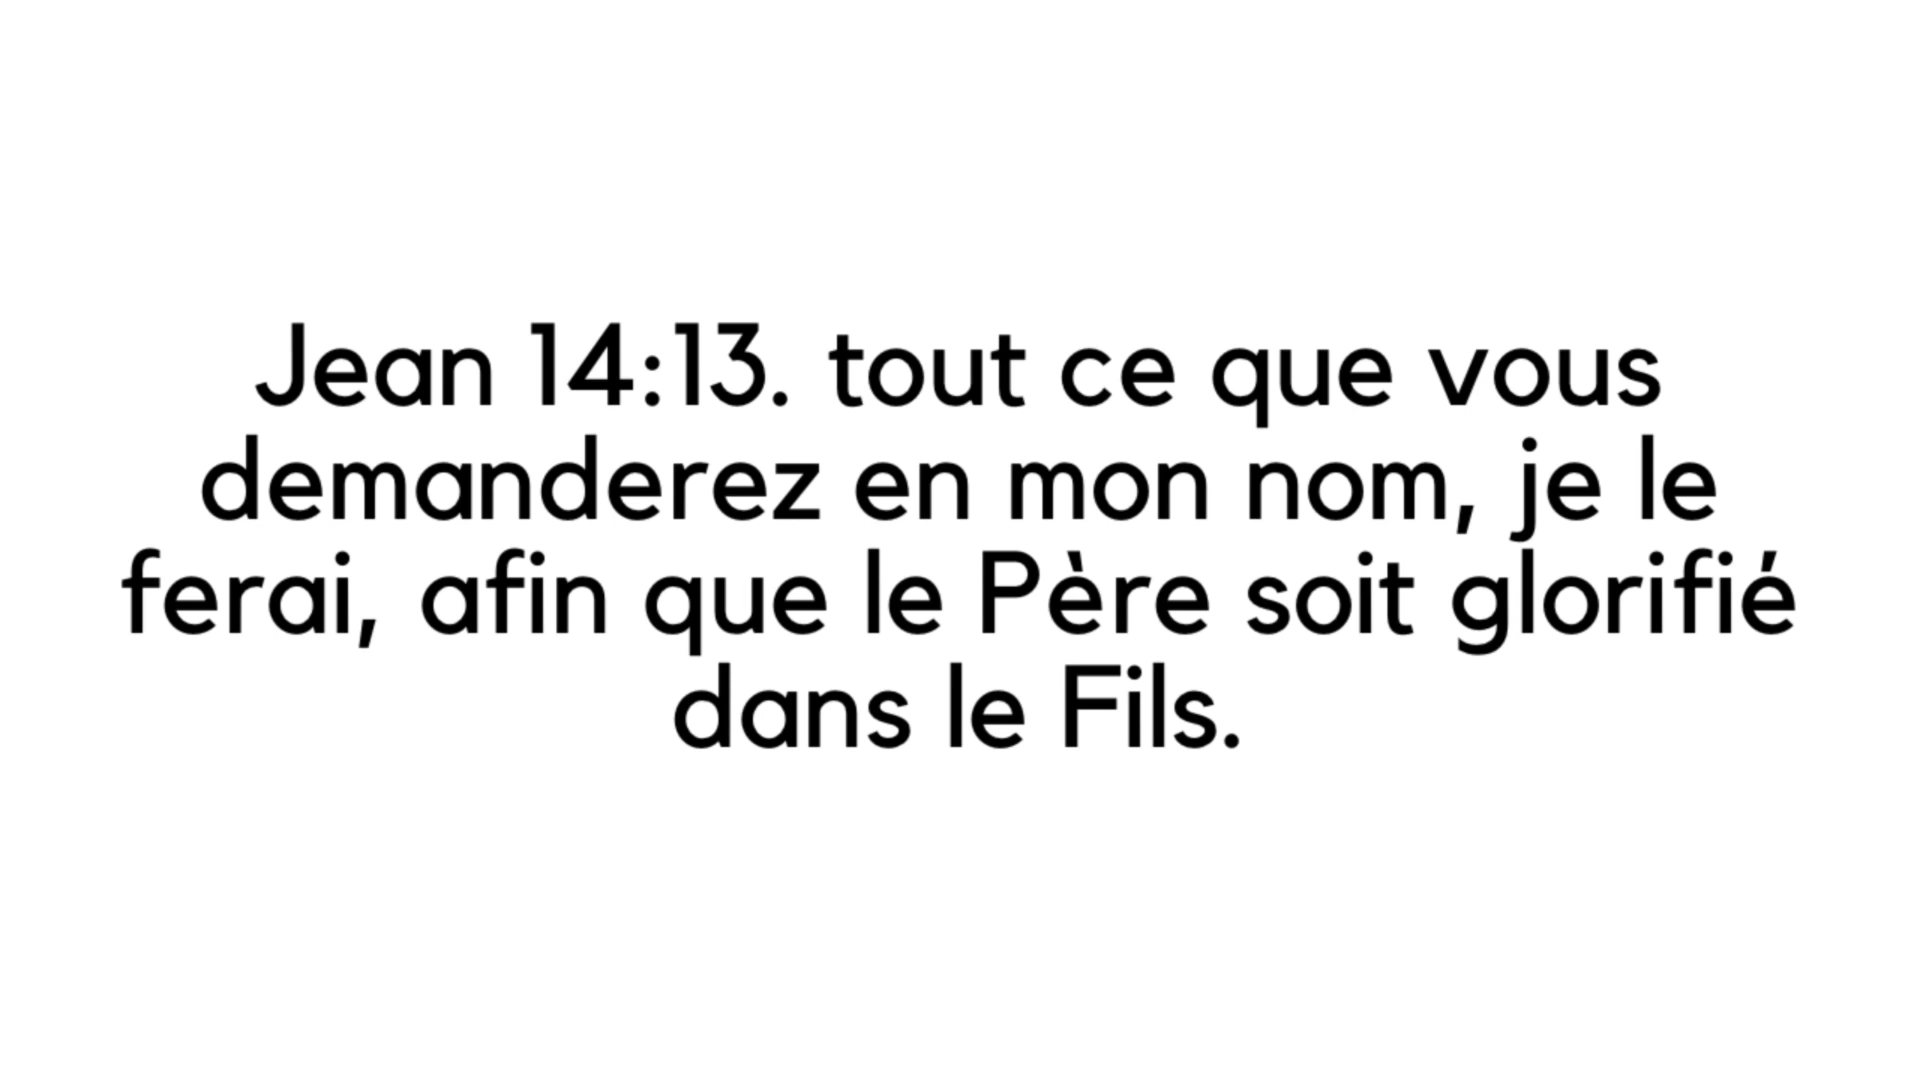 Jean 14:13. tout ce que vous
demanderez en mon nom, je le
ferai, afin que le Père soit glorifié
dans le Fils.